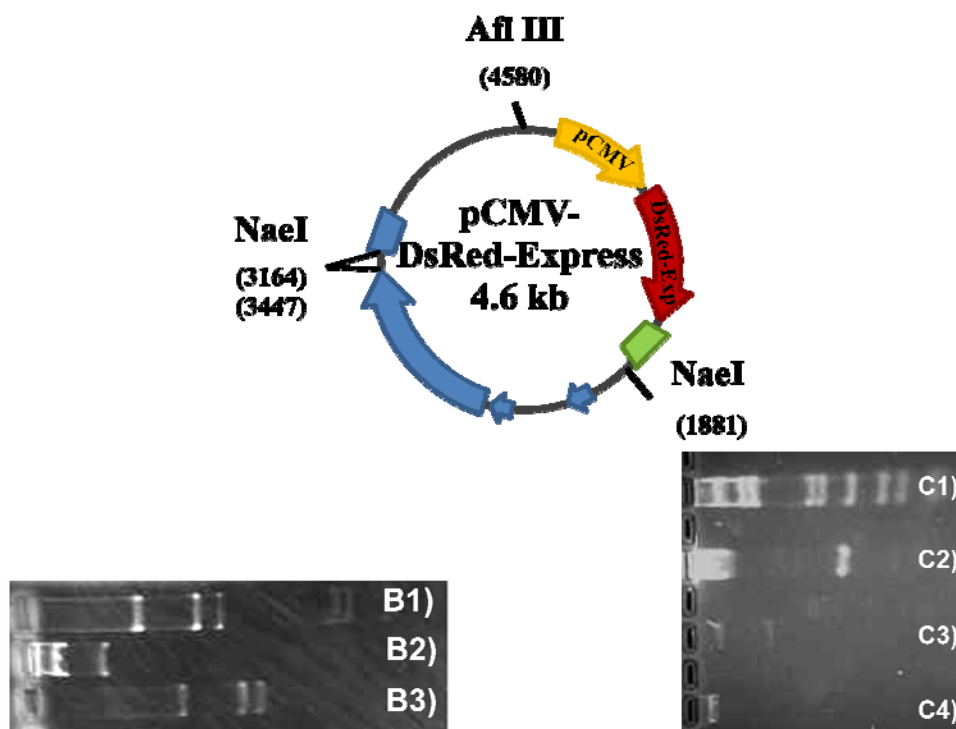 Afl III
(4580)
pCMV
DsRed-Exp
pCMV-
DsRed-Express
4.6 kb
NaeI
(3164)
(3447)
NaeI
(1881)
B1)
B2)
B3)
C1)
C2)
C3)
C4)